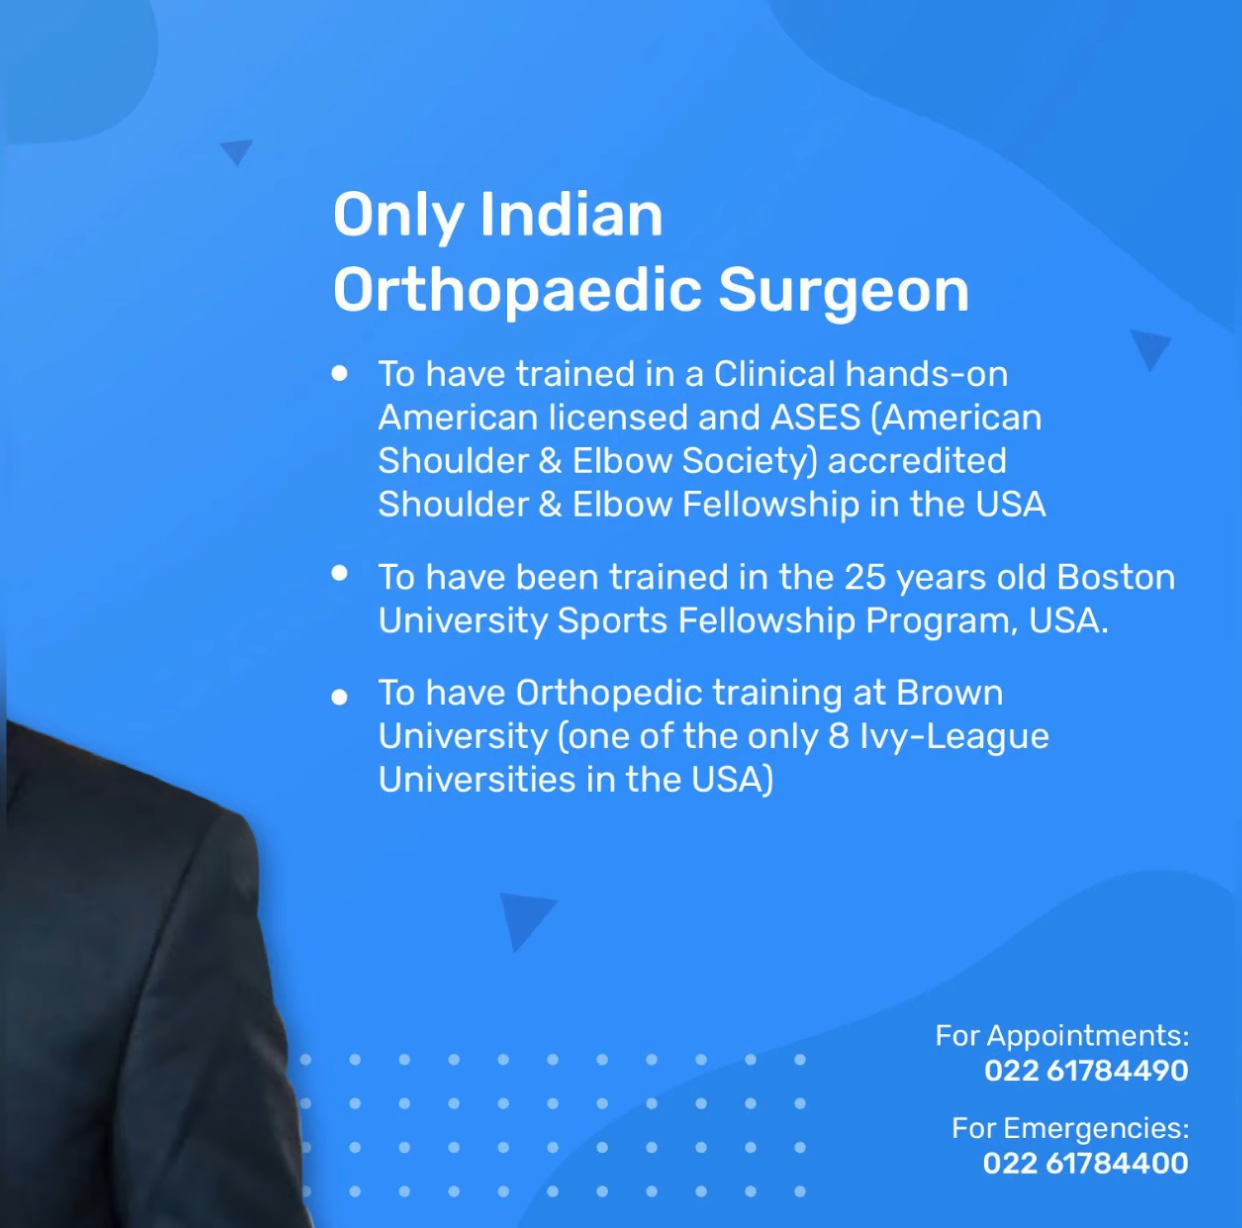 Only Indian
Orthopaedic Surgeon
To have trained in a Clinical hands-on
American licensed and ASES (American
Shoulder & Elbow Society) accredited
Shoulder & Elbow Fellowship in the USA
To have been trained in the 25 years old Boston
University Sports Fellowship Program, USA.
To have Orthopedic training at Brown
University (one of the only 8 Ivy-League
Universities in the USA)
For Appointments:
022 61784490
For Emergencies:
022 61784400